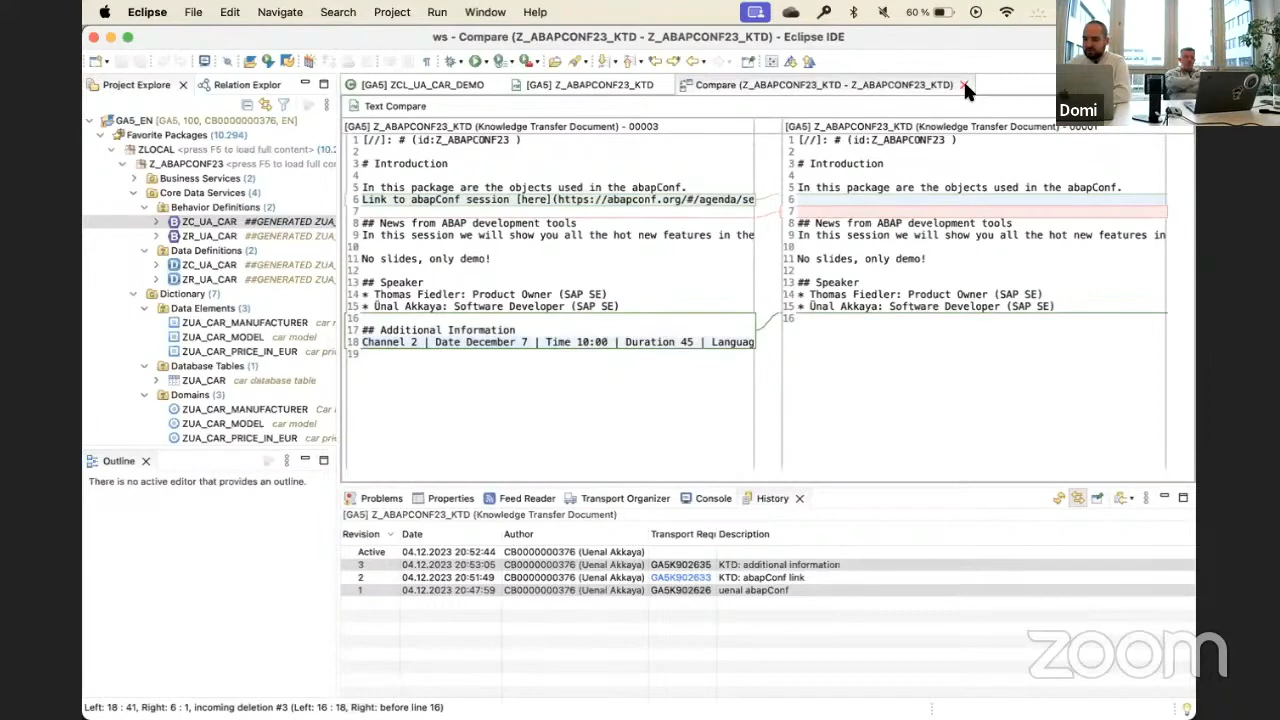 Eclipse File Edit Navigate Search Project Run Window Help 60 %
ws - Compare (Z_ABAPCONF23_KTD - Z_ABAPCONF23_KTD) - Eclipse IDE
Domi
Project Explore Relation Explor
[GA5] ZCL_UA_CAR_DEMO [GA5] Z_ABAPCONF23_KTD Compare (Z_ABAPCONF23_KTD - Z_ABAPCONF23_KTD)
Text Compare
GA5_EN [GA5, 100, CB0000000376, EN]
Favorite Packages (10.294)
ZLOCAL <press F5 to load full content> (10.2
Z_ABAPCONF23 <press F5 to load full con
Business Services (2)
Core Data Services (4)
Behavior Definitions (2)
ZC_UA_CAR ##GENERATED ZUA_
ZR_UA_CAR ##GENERATED ZUA_
Data Definitions (2)
ZC_UA_CAR ##GENERATED ZUA_
ZR_UA_CAR ##GENERATED ZUA_
Dictionary (7)
Data Elements (3)
ZUA_CAR_MANUFACTURER car m
ZUA_CAR_MODEL car model
ZUA_CAR_PRICE_IN_EUR car pri
Database Tables (1)
ZUA_CAR car database table
Domains (3)
ZUA_CAR_MANUFACTURER Car
ZUA_CAR_MODEL car model
ZUA_CAR_PRICE_IN_EUR car pri
[GA5] Z_ABAPCONF23_KTD (Knowledge Transfer Document) - 00003
1 [//]: # (id:ZABAPCONF23 )
2
3 # Introduction
4
5 In this package are the objects used in the abapConf.
6 Link to abapConf session [here](https://abapconf.org/#/agenda/se
7
8 ## News from ABAP development tools
9 In this session we will show you all the hot new features in the
10
11 No slides, only demo!
12
13 ## Speaker
14 * Thomas Fiedler: Product Owner (SAP SE)
15 * Ünal Akkaya: Software Developer (SAP SE)
16
17 ## Additional Information
18 Channel 2 | Date December 7 | Time 10:00 | Duration 45 | Languag
19
[GA5] Z_ABAPCONF23_KTD (Knowledge Transfer Document) - 00001
1 [//]: # (id:ZABAPCONF23 )
2
3 # Introduction
4
5 In this package are the objects used in the abapConf.
6
7
8 ## News from ABAP development tools
9 In this session we will show you all the hot new features in
10
11 No slides, only demo!
12
13 ## Speaker
14 * Thomas Fiedler: Product Owner (SAP SE)
15 * Ünal Akkaya: Software Developer (SAP SE)
16
Outline
There is no active editor that provides an outline.
Problems Properties Feed Reader Transport Organizer Console History
[GA5] Z_ABAPCONF23_KTD (Knowledge Transfer Document)
Revision Date Author Transport Requ Description
Active 04.12.2023 20:52:44 CB0000000376 (Uenal Akkaya)
3 04.12.2023 20:53:05 CB0000000376 (Uenal Akkaya) GA5K902635 KTD: additional information
2 04.12.2023 20:51:49 CB0000000376 (Uenal Akkaya) GA5K902633 KTD: abapConf link
1 04.12.2023 20:47:59 CB0000000376 (Uenal Akkaya) GA5K902626 uenal abapConf
zoom
Left: 18 : 41, Right: 6 : 1, incoming deletion #3 (Left: 16 : 18, Right: before line 16)